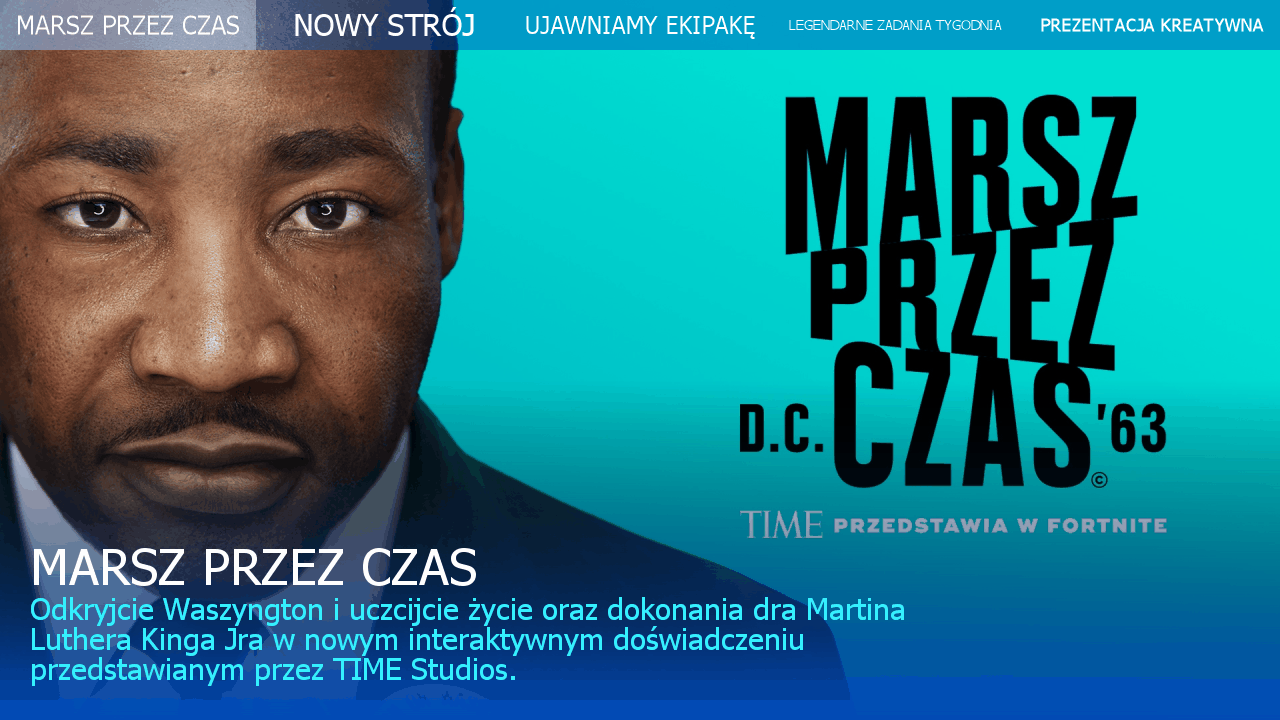 MARSZ PRZEZ CZAS
NOWY STRÓJ
UJAWNIAMY EKIPAKĘ
LEGENDARNE ZADANIA TYGODNIA
PREZENTACJA KREATYWNA
MARSZ
PRZEZ
D.C. CZAS '63
©
TIME PRZEDSTAWIA W FORTNITE
MARSZ PRZEZ CZAS
Odkryjcie Waszyngton i uczcijcie życie oraz dokonania dra Martina
Luthera Kinga Jra w nowym interaktywnym doświadczeniu
przedstawianym przez TIME Studios.